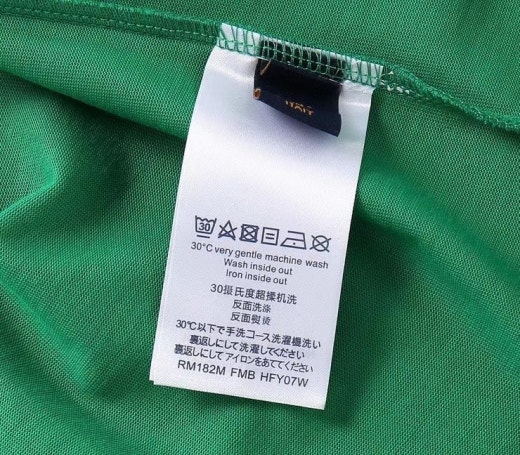 ITAIT
30
30°C very gentle machine wash
Wash inside out
Iron inside out
30摄氏度超揉机洗
反面洗涤
反面熨烫
30℃以下で手洗コース洗濯機洗い
裏返しにして洗濯してください
裏返しにしてアイロンをあててください
RM182M FMB HFY07W